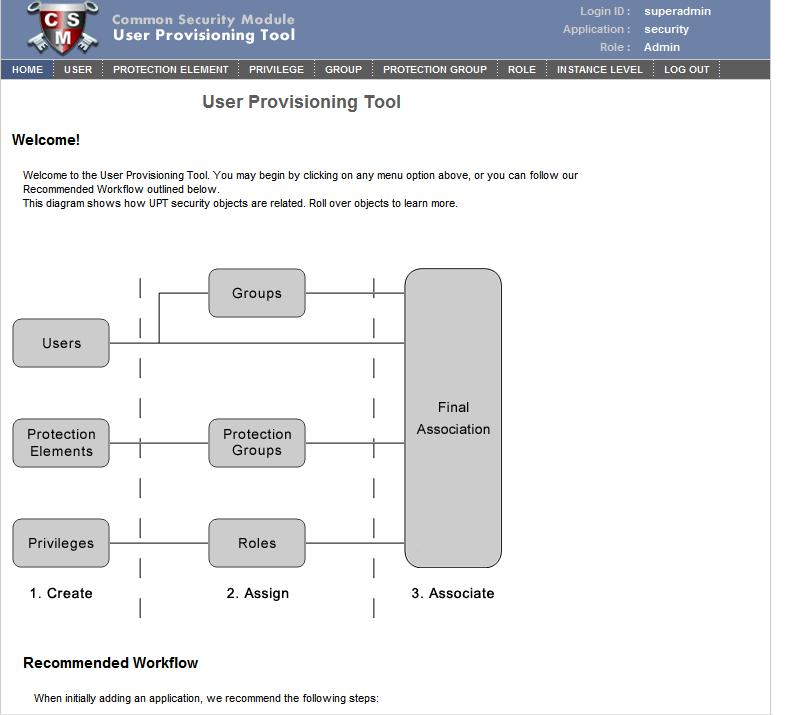 CSM
Common Security Module
User Provisioning Tool
Login ID : superadmin
Application : security
Role : Admin
HOME USER PROTECTION ELEMENT PRIVILEGE GROUP PROTECTION GROUP ROLE INSTANCE LEVEL LOG OUT
User Provisioning Tool
Welcome!
Welcome to the User Provisioning Tool. You may begin by clicking on any menu option above, or you can follow our
Recommended Workflow outlined below.
This diagram shows how UPT security objects are related. Roll over objects to learn more.
Groups
Users
Final
Association
Protection
Elements
Protection
Groups
Privileges
Roles
1. Create
2. Assign
3. Associate
Recommended Workflow
When initially adding an application, we recommend the following steps: